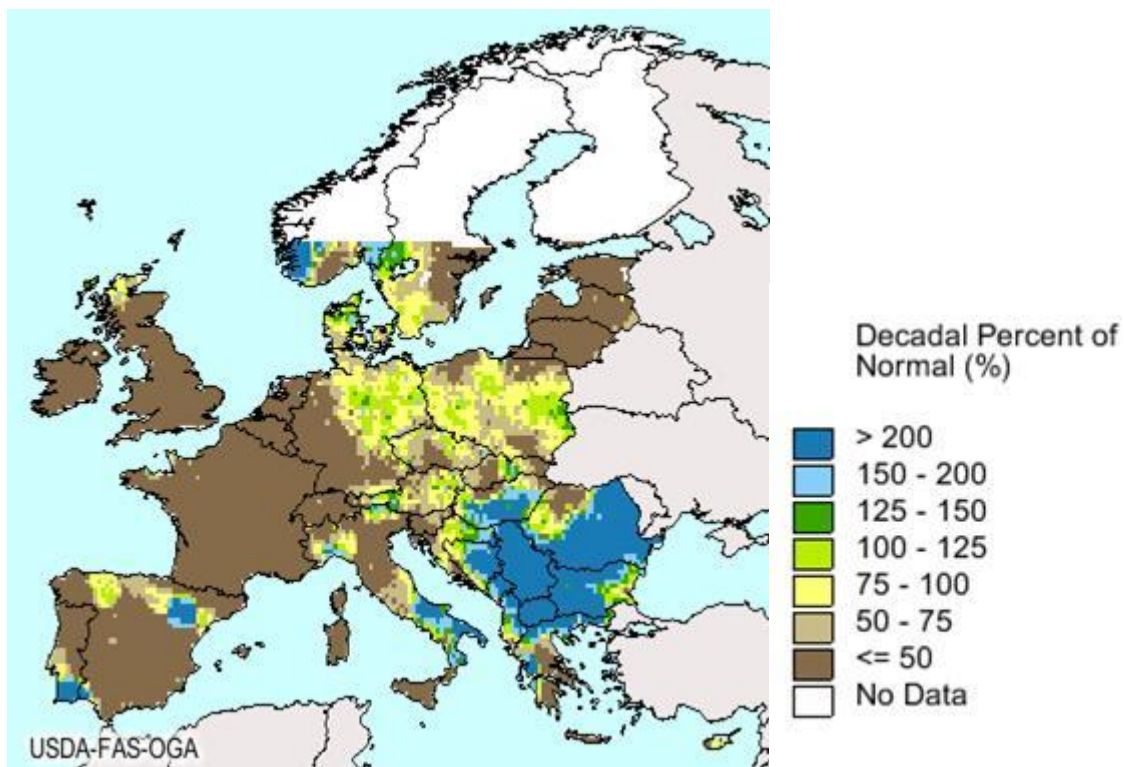 Decadal Percent of
Normal (%)
> 200
150 - 200
125 - 150
100 - 125
75 - 100
50 - 75
<= 50
No Data
USDA-FAS-OGA